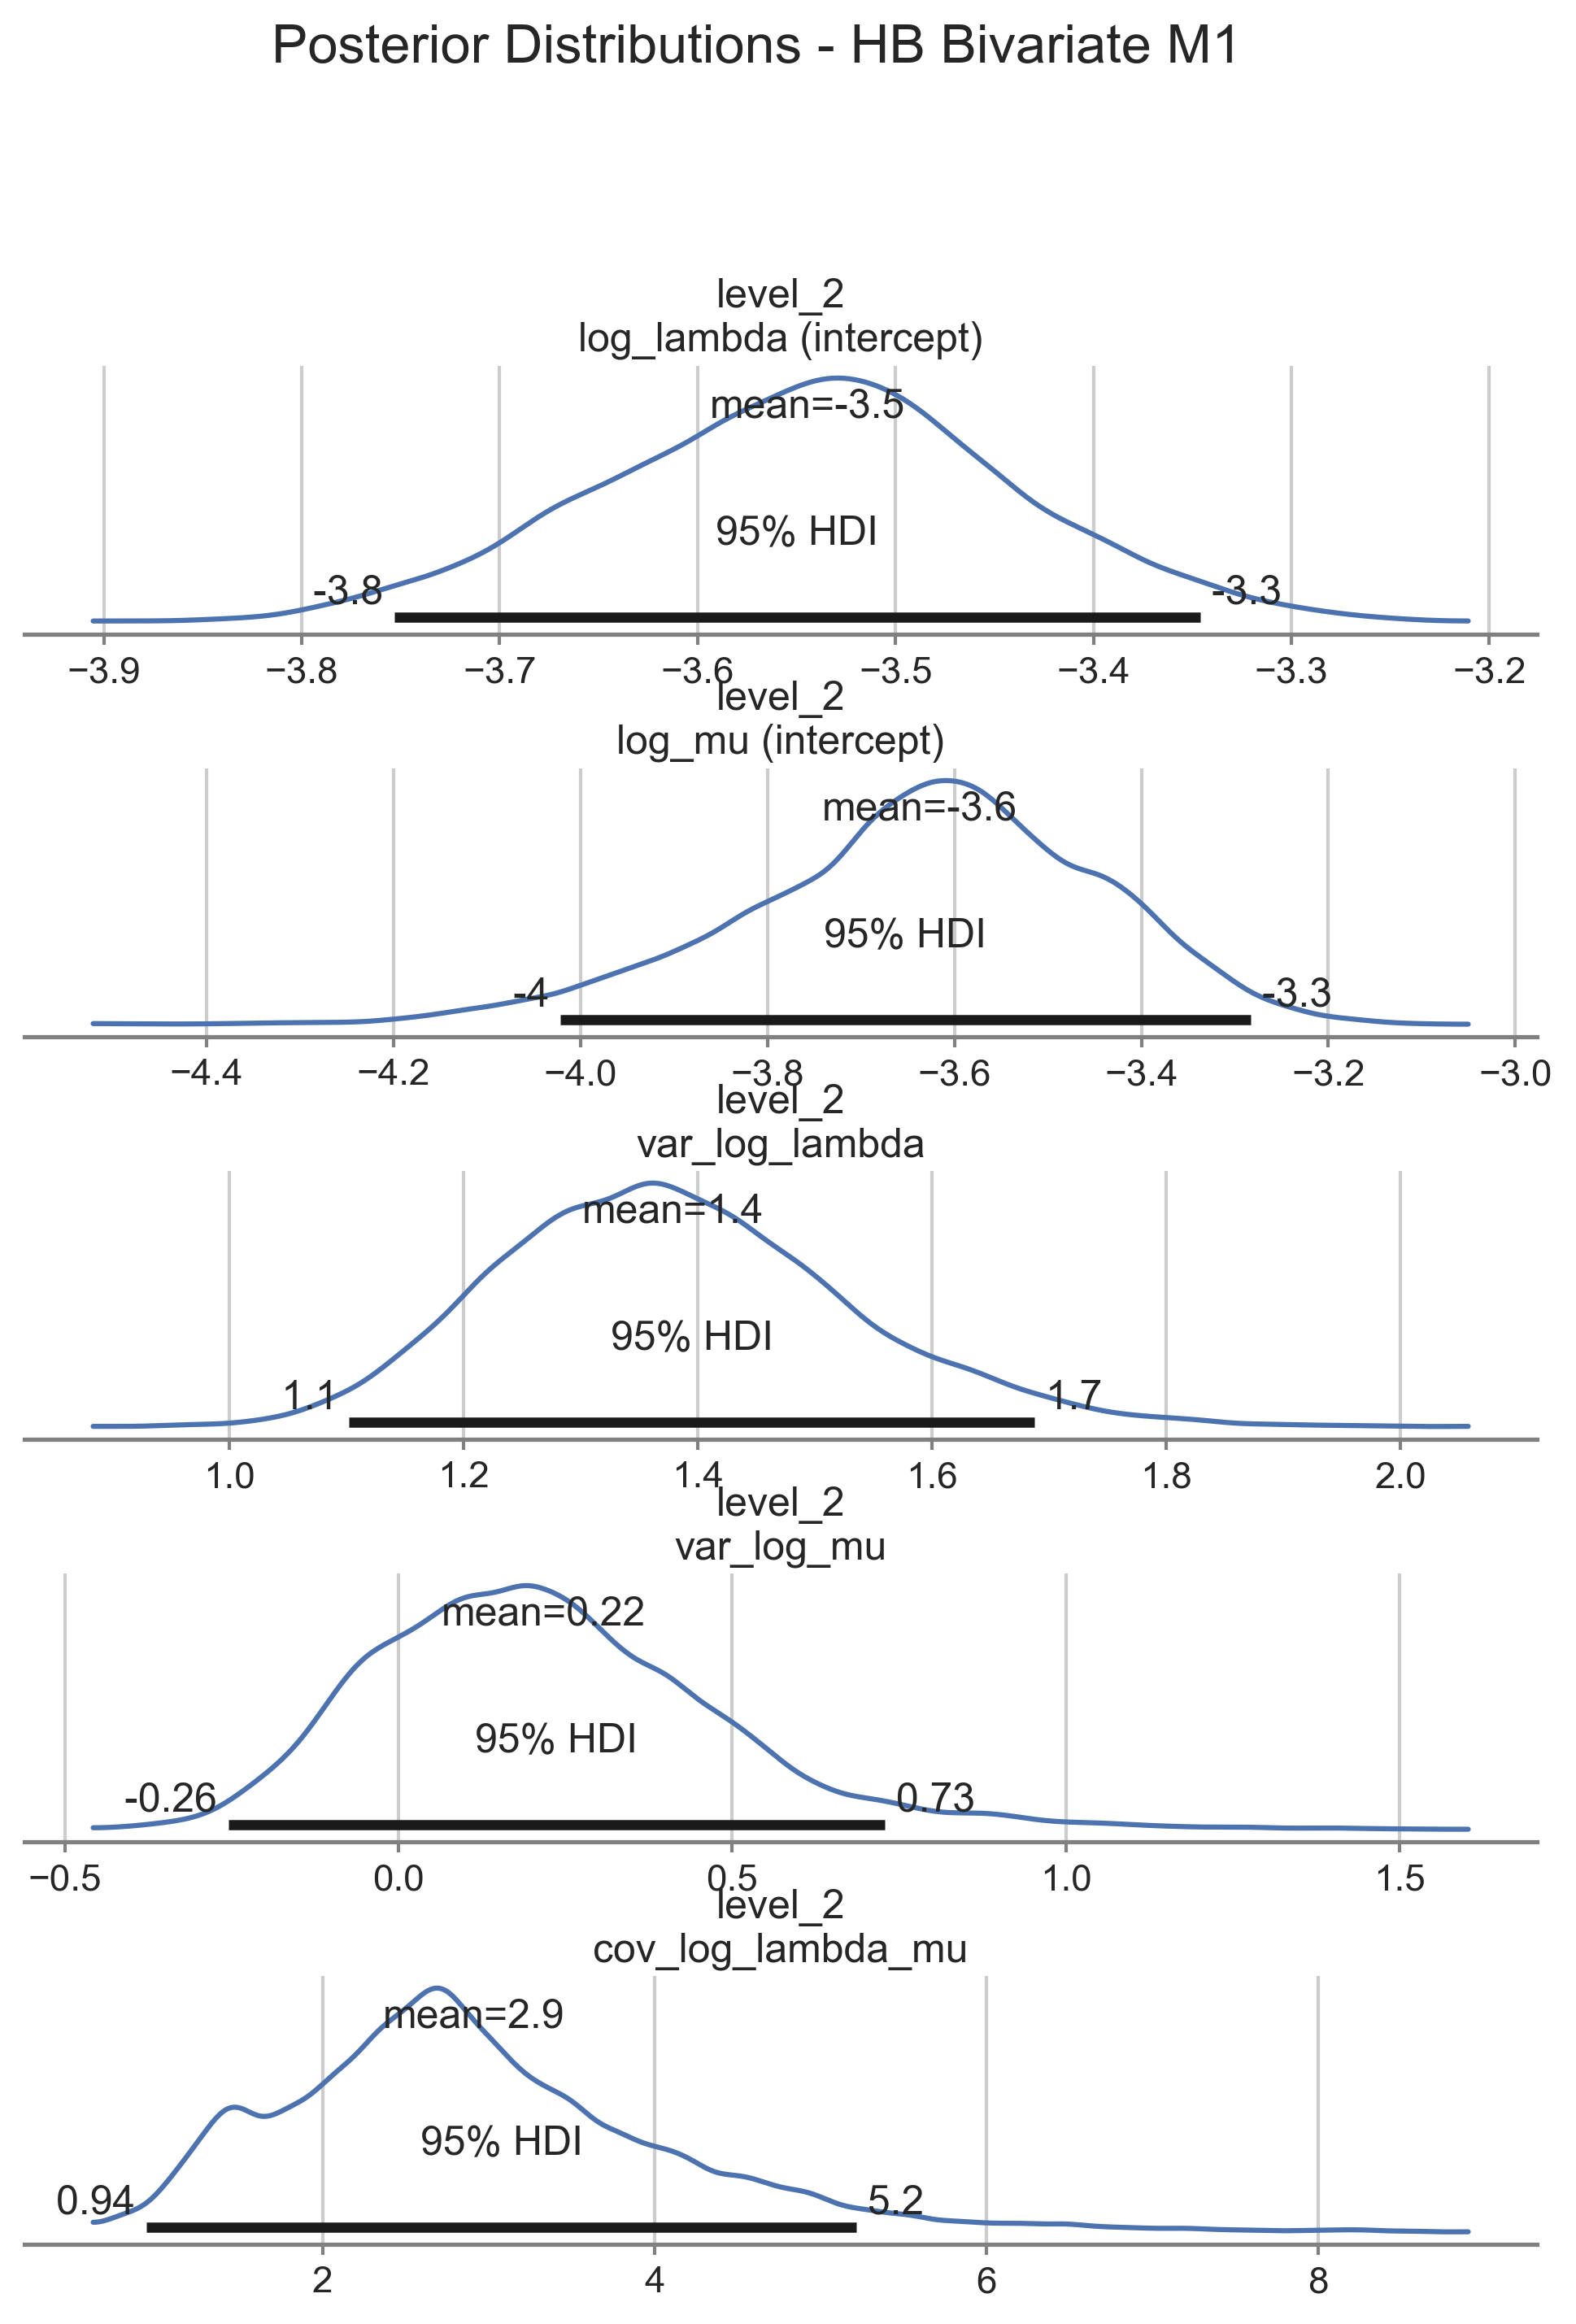 Posterior Distributions - HB Bivariate M1
level_2
log_lambda (intercept)
mean=-3.5
95% HDI
-3.8
-3.3
−3.9 −3.8 −3.7 −3.6 −3.5 −3.4 −3.3 −3.2
level_2
log_mu (intercept)
mean=-3.6
95% HDI
-4
-3.3
−4.4 −4.2 −4.0 −3.8 −3.6 −3.4 −3.2 −3.0
level_2
var_log_lambda
mean=1.4
95% HDI
1.1
1.7
1.0 1.2 1.4 1.6 1.8 2.0
level_2
var_log_mu
mean=0.22
95% HDI
-0.26
0.73
−0.5 0.0 0.5 1.0 1.5
level_2
cov_log_lambda_mu
mean=2.9
95% HDI
0.94
5.2
2 4 6 8